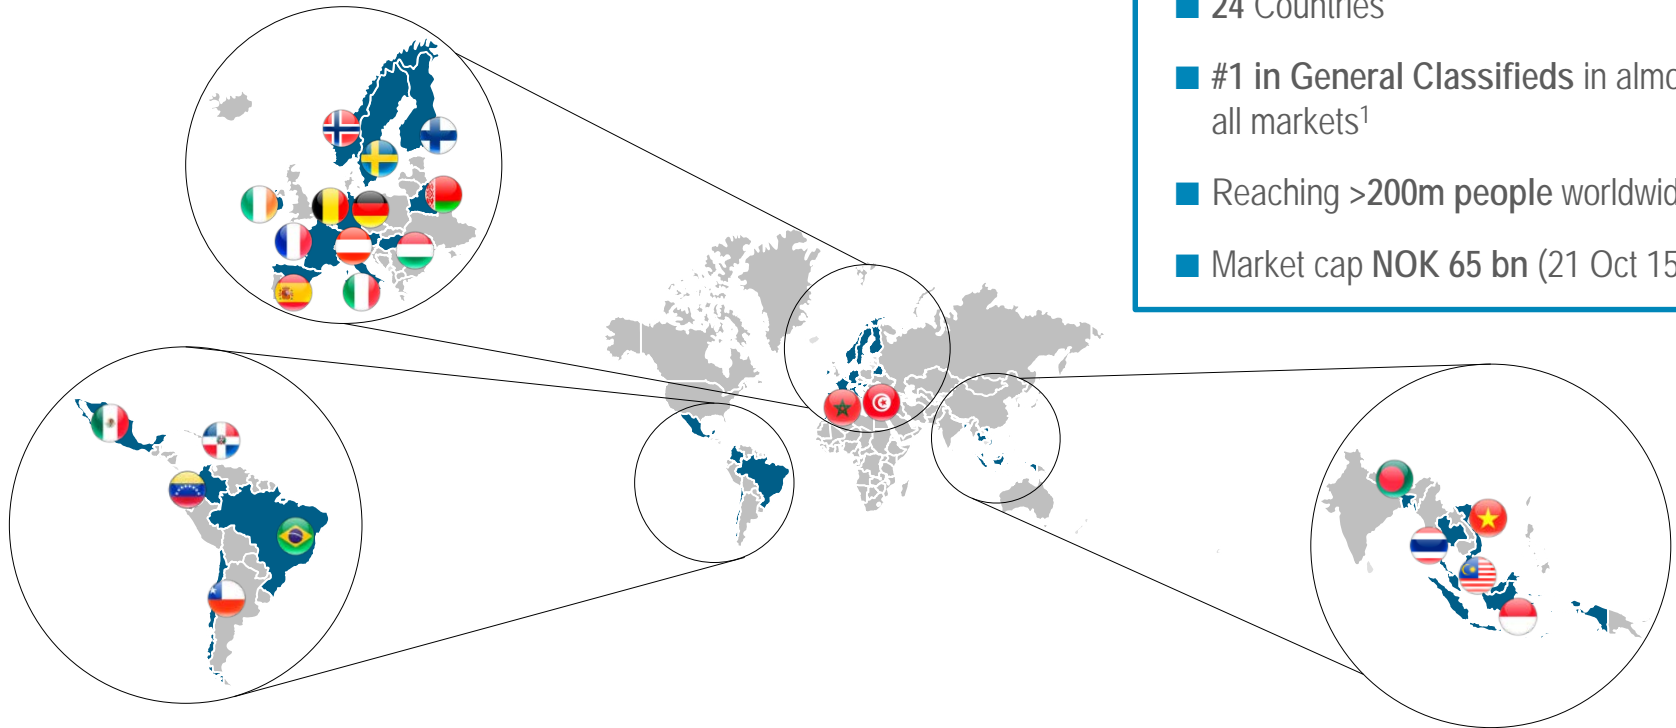 24 Countries
#1 in General Classifieds in almo
all markets1
Reaching >200m people worldwid
Market cap NOK 65 bn (21 Oct 15